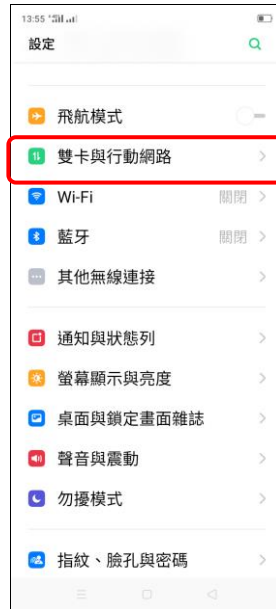 13:55
設定
飛航模式
雙卡與行動網路
Wi-Fi 關閉
藍牙 關閉
其他無線連接
通知與狀態列
螢幕顯示與亮度
桌面與鎖定畫面雜誌
聲音與震動
勿擾模式
指紋、臉孔與密碼